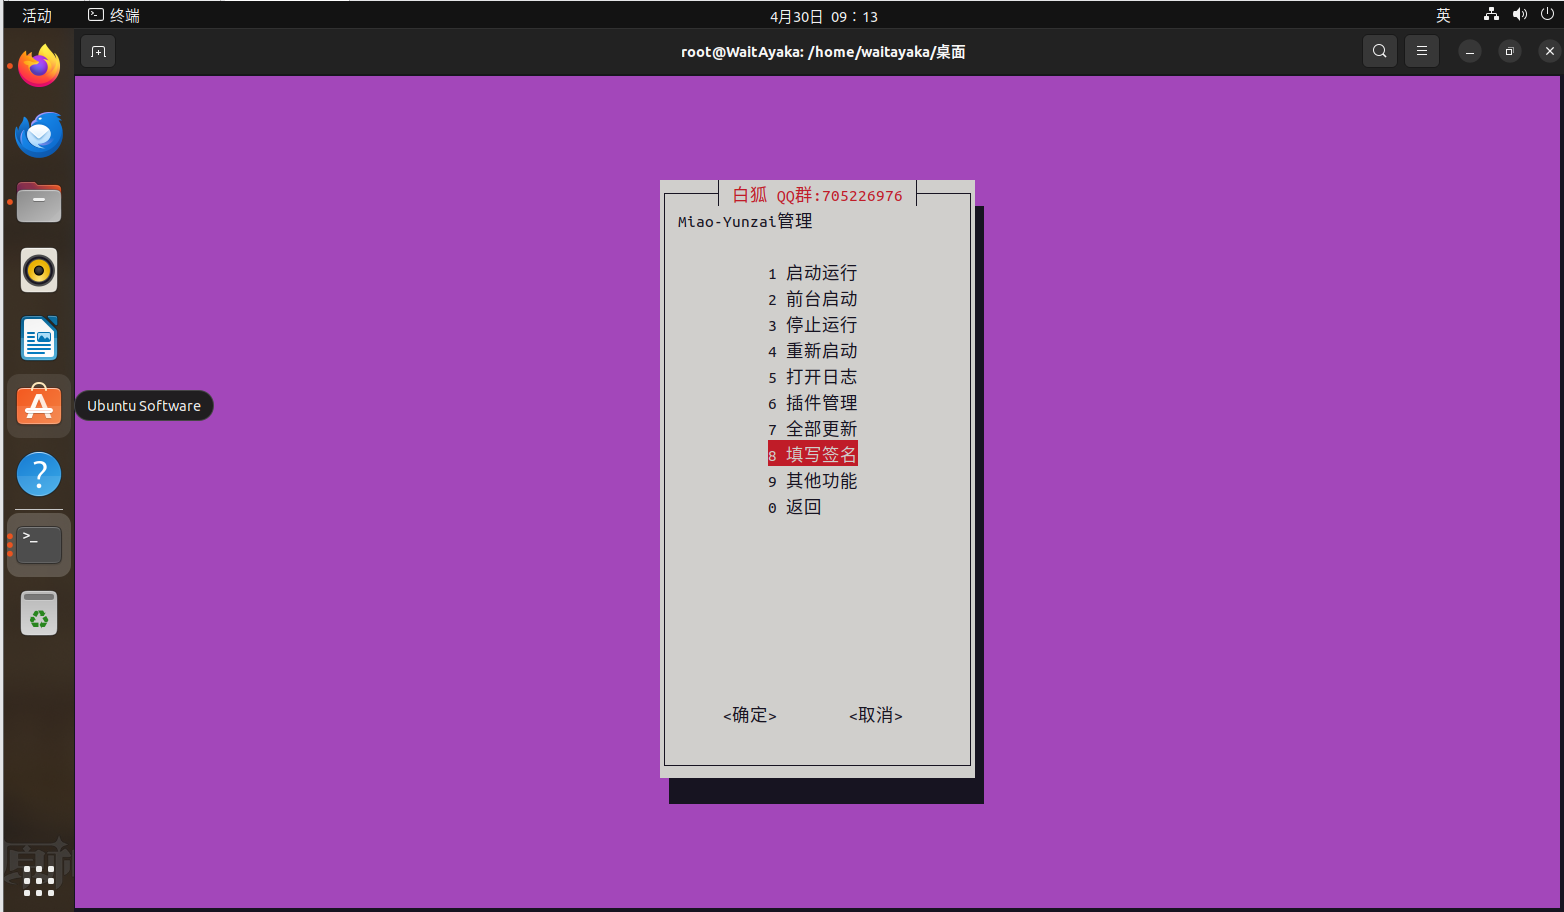 活动
终端
4月30日 09：13
英
root@WaitAyaka: /home/waitayaka/桌面
白狐 QQ群:705226976
Miao-Yunzai管理
1 启动运行
2 前台启动
3 停止运行
4 重新启动
5 打开日志
6 插件管理
7 全部更新
8 填写签名
9 其他功能
0 返回
<确定> <取消>
Ubuntu Software